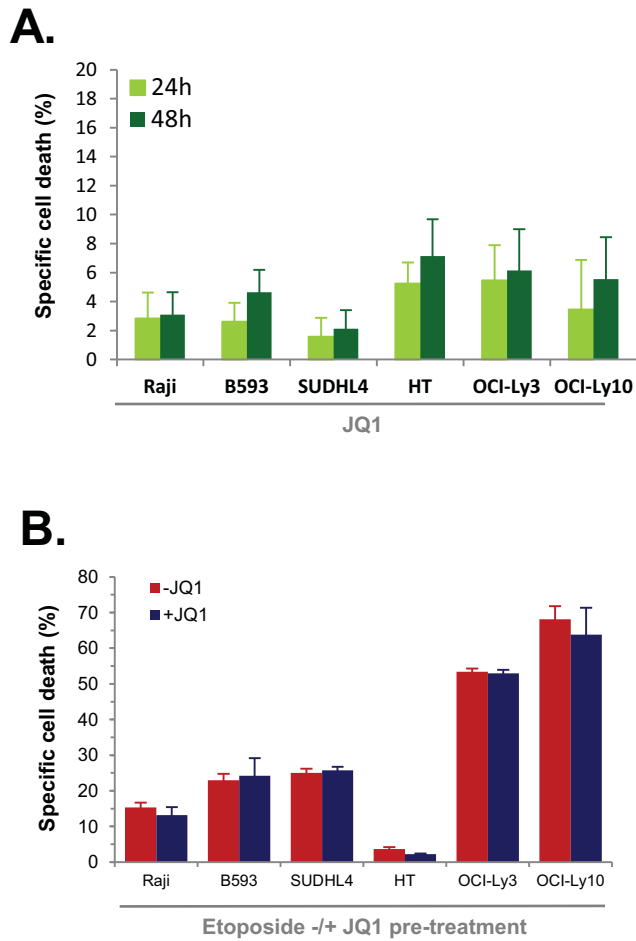 A.
Specific cell death (%)
20
18
16
14
12
10
8
6
4
2
0
24h
48h
Raji B593 SUDHL4 HT OCI-Ly3 OCI-Ly10
JQ1
B.
Specific cell death (%)
80
70
60
50
40
30
20
10
0
-JQ1
+JQ1
Raji B593 SUDHL4 HT OCI-Ly3 OCI-Ly10
Etoposide -/+ JQ1 pre-treatment